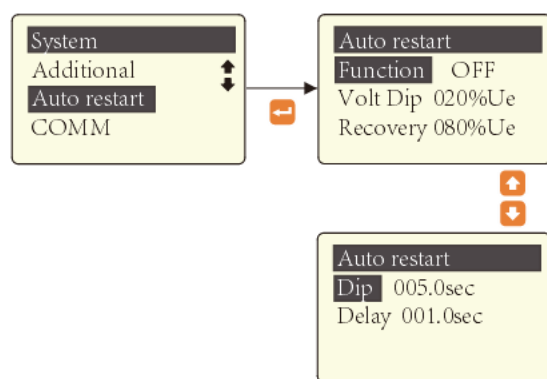 System
Additional
Auto restart
COMM
Auto restart
Function OFF
Volt Dip 020%Ue
Recovery 080%Ue
Auto restart
Dip 005.0sec
Delay 001.0sec